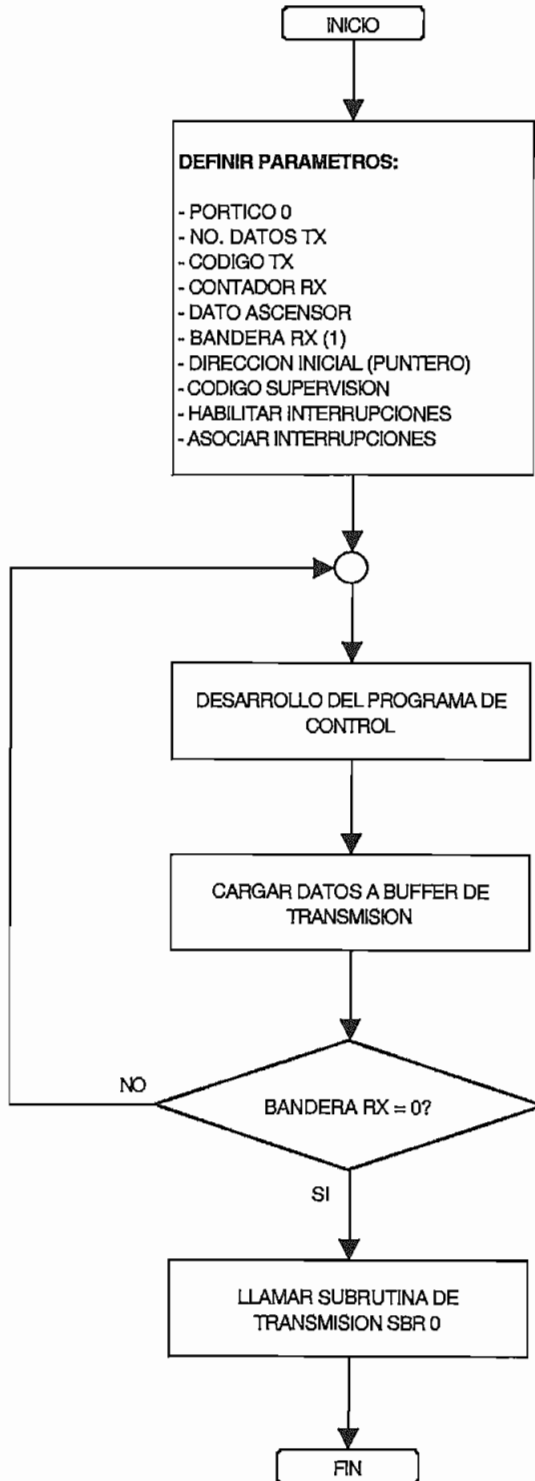 INICIO
DEFINIR PARAMETROS:
- PORTICO 0
- NO. DATOS TX
- CODIGO TX
- CONTADOR RX
- DATO ASCENSOR
- BANDERA RX (1)
- DIRECCION INICIAL (PUNTERO)
- CODIGO SUPERVISION
- HABILITAR INTERRUPCIONES
- ASOCIAR INTERRUPCIONES
DESARROLLO DEL PROGRAMA DE
CONTROL
CARGAR DATOS A BUFFER DE
TRANSMISION
NO
BANDERA RX = 0?
SI
LLAMAR SUBRUTINA DE
TRANSMISION SBR 0
FIN